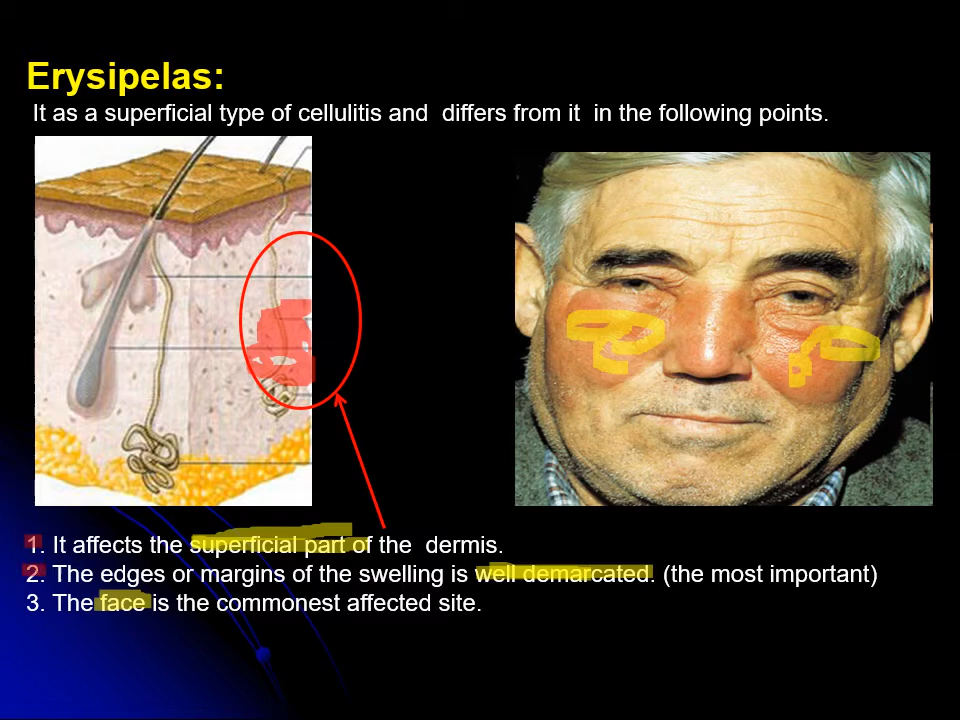 Erysipelas:
It as a superficial type of cellulitis and differs from it in the following points.
1. It affects the superficial part of the dermis.
2. The edges or margins of the swelling is well demarcated. (the most important)
3. The face is the commonest affected site.